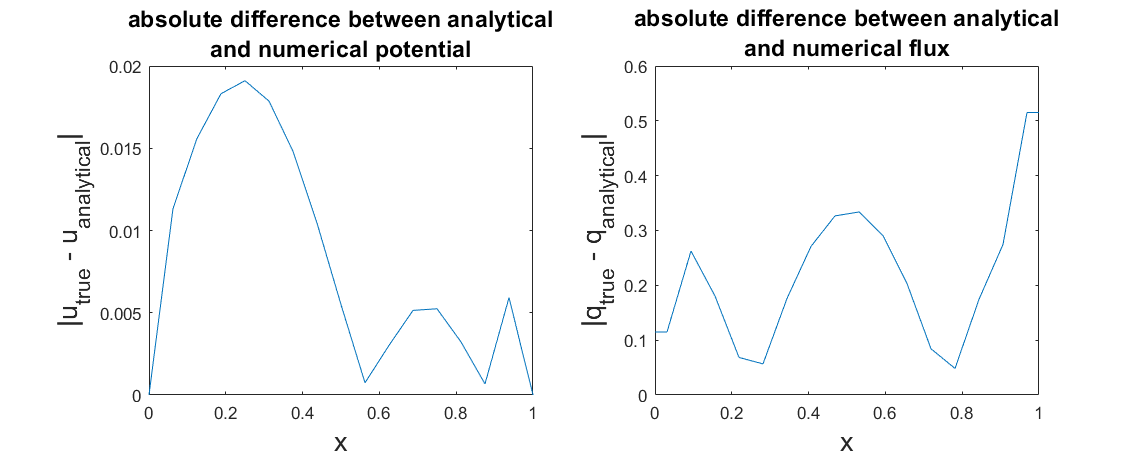 absolute difference between analytical
and numerical potential
0.02
0.015
0.01
0.005
0
|u_true - u_analytical|
0 0.2 0.4 0.6 0.8 1
x
absolute difference between analytical
and numerical flux
0.6
0.5
0.4
0.3
0.2
0.1
0
|q_true - q_analytical|
0 0.2 0.4 0.6 0.8 1
x